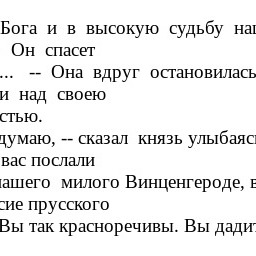 Бога и в высокую судьбу на
Он спасет
... -- Она вдруг остановилась
и над своею
стью.
думаю, -- сказал князь улыбаяс
вас послали
нашего милого Винценгероде, в
сие прусского
Вы так красноречивы. Вы дадит